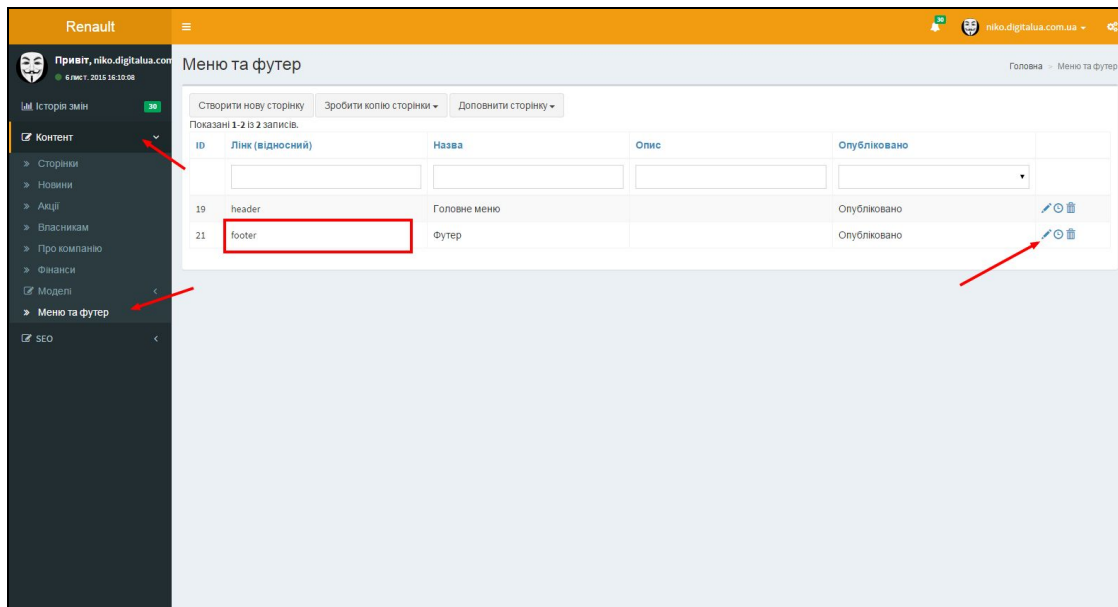 Renault
30
niko.digitalua.com.ua
Привіт, niko.digitalua.com
6 лист. 2015 16:10:08
Меню та футер
Головна > Меню та футер
Історія змін 30
Контент
» Сторінки
» Новини
» Акції
» Власникам
» Про компанію
» Фінанси
Моделі
» Меню та футер
SEO
Створити нову сторінку Зробити копію сторінки Доповнити сторінку
Показані 1-2 із 2 записів.
ID Лінк (відносний) Назва Опис Опубліковано
19 header Головне меню Опубліковано
21 footer Футер Опубліковано